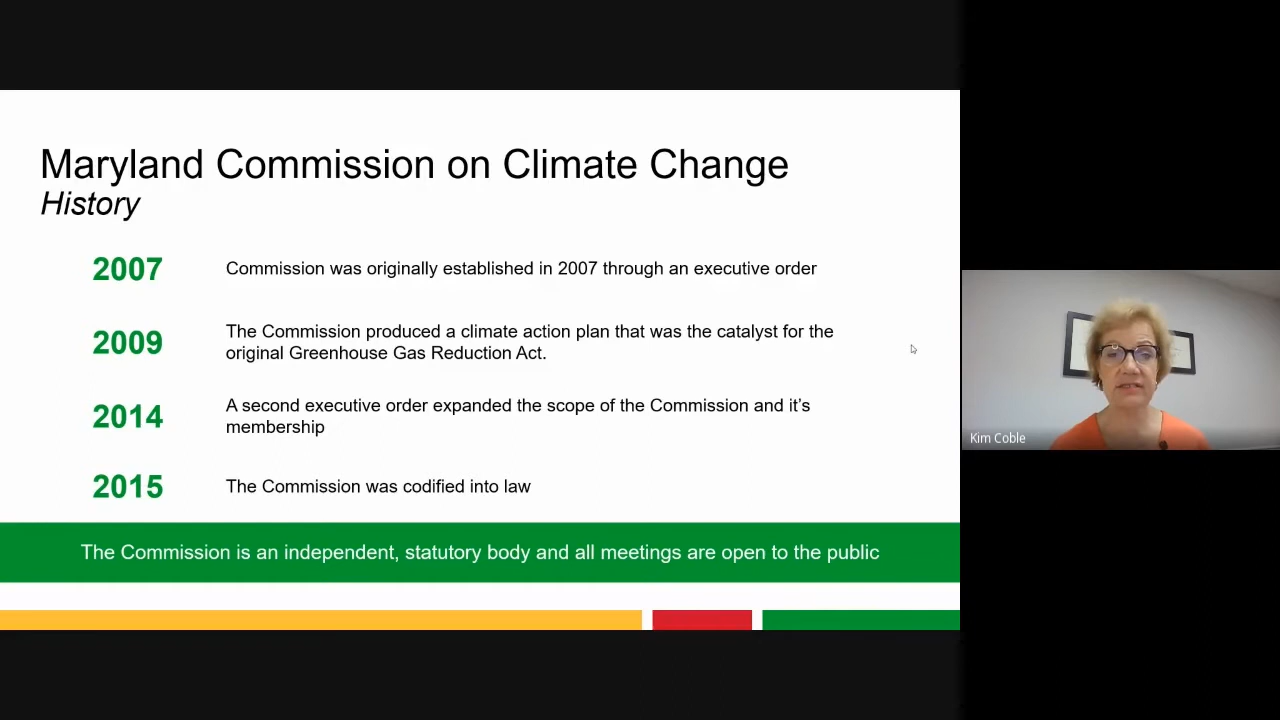 Maryland Commission on Climate Change
History
2007
Commission was originally established in 2007 through an executive order
2009
The Commission produced a climate action plan that was the catalyst for the
original Greenhouse Gas Reduction Act.
2014
A second executive order expanded the scope of the Commission and it's
membership
2015
The Commission was codified into law
The Commission is an independent, statutory body and all meetings are open to the public
Kim Coble